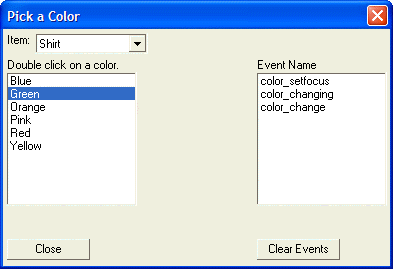 Pick a Color
Item: Shirt
Double click on a color.
Blue
Green
Orange
Pink
Red
Yellow
Event Name
color_setfocus
color_changing
color_change
Close
Clear Events